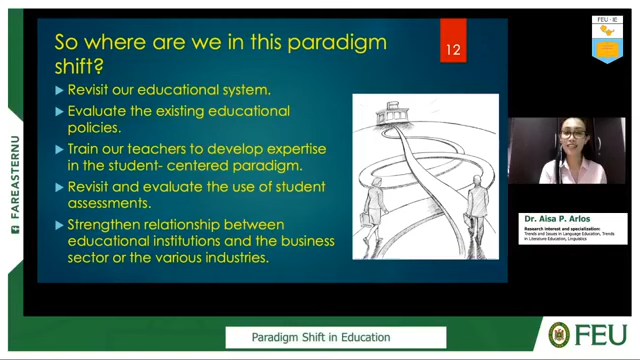 So where are we in this paradigm
shift?
12
Revisit our educational system.
Evaluate the existing educational
policies.
Train our teachers to develop expertise
in the student- centered paradigm.
Revisit and evaluate the use of student
assessments.
Strengthen relationship between
educational institutions and the business
sector or the various industries.
FEU - IE
FAREASTERNU
Dr. Aisa P. Arlos
Research interest and specialization:
Trends and Issues in Language Education, Trends
in Literature Education, Linguistics
Paradigm Shift in Education
FEU